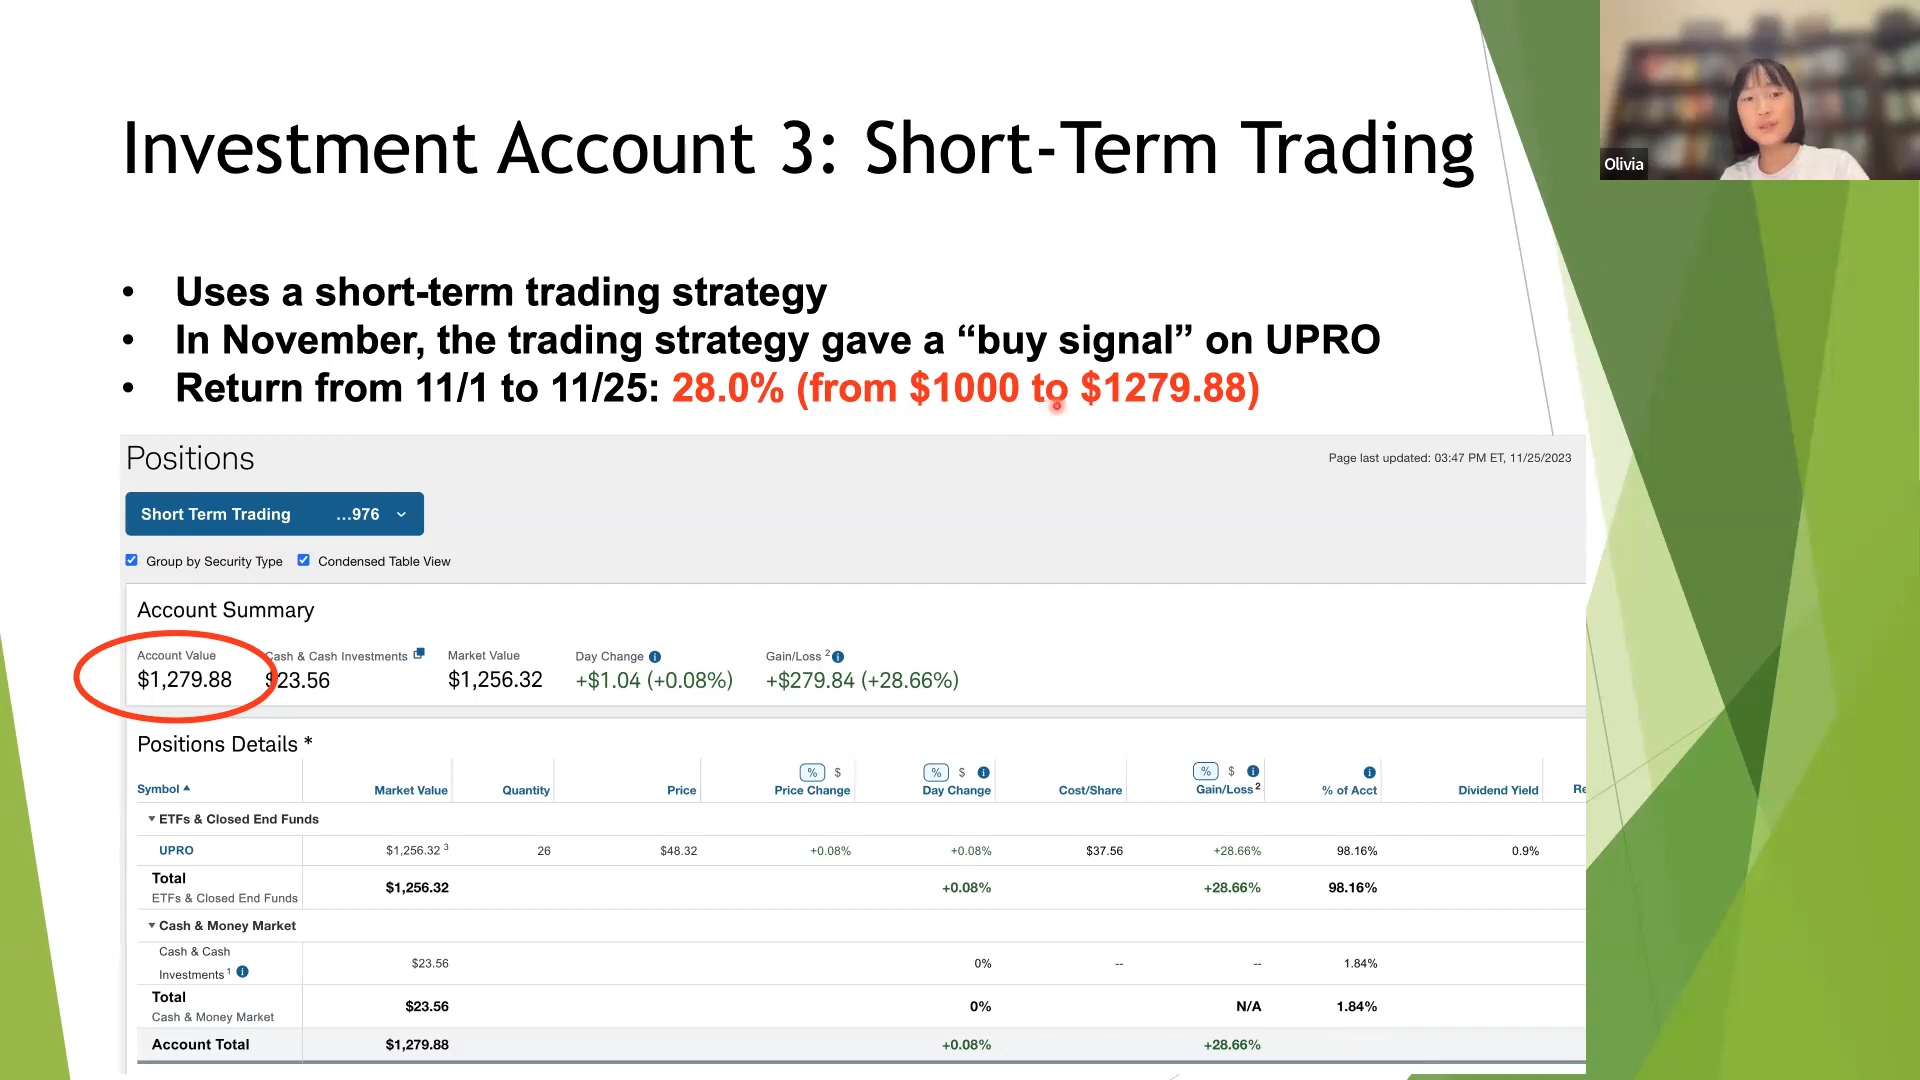 Investment Account 3: Short-Term Trading
Olivia
• Uses a short-term trading strategy
• In November, the trading strategy gave a “buy signal” on UPRO
• Return from 11/1 to 11/25: 28.0% (from $1000 to $1279.88)
Positions
Page last updated: 03:47 PM ET, 11/25/2023
Short Term Trading ...976
Group by Security Type Condensed Table View
Account Summary
Account Value Cash & Cash Investments Market Value Day Change Gain/Loss 2
$1,279.88 $23.56 $1,256.32 +$1.04 (+0.08%) +$279.84 (+28.66%)
Positions Details *
% $ % $ % $
Symbol Market Value Quantity Price Price Change Day Change Cost/Share Gain/Loss 2 % of Acct Dividend Yield Re
ETFs & Closed End Funds
UPRO $1,256.32 3 26 $48.32 +0.08% +0.08% $37.56 +28.66% 98.16% 0.9%
Total $1,256.32 +0.08% +28.66% 98.16%
ETFs & Closed End Funds
Cash & Money Market
Cash & Cash
Investments 1 $23.56 0% -- -- 1.84%
Total $23.56 0% N/A 1.84%
Cash & Money Market
Account Total $1,279.88 +0.08% +28.66%